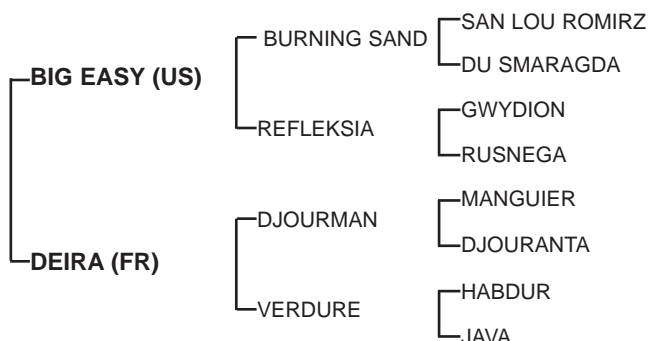 SAN LOU ROMIRZ
BURNING SAND
DU SMARAGDA
BIG EASY (US)
GWYDION
REFLEKSIA
RUSNEGA
MANGUIER
DJOURMAN
DJOURANTA
DEIRA (FR)
HABDUR
VERDURE
JAVA